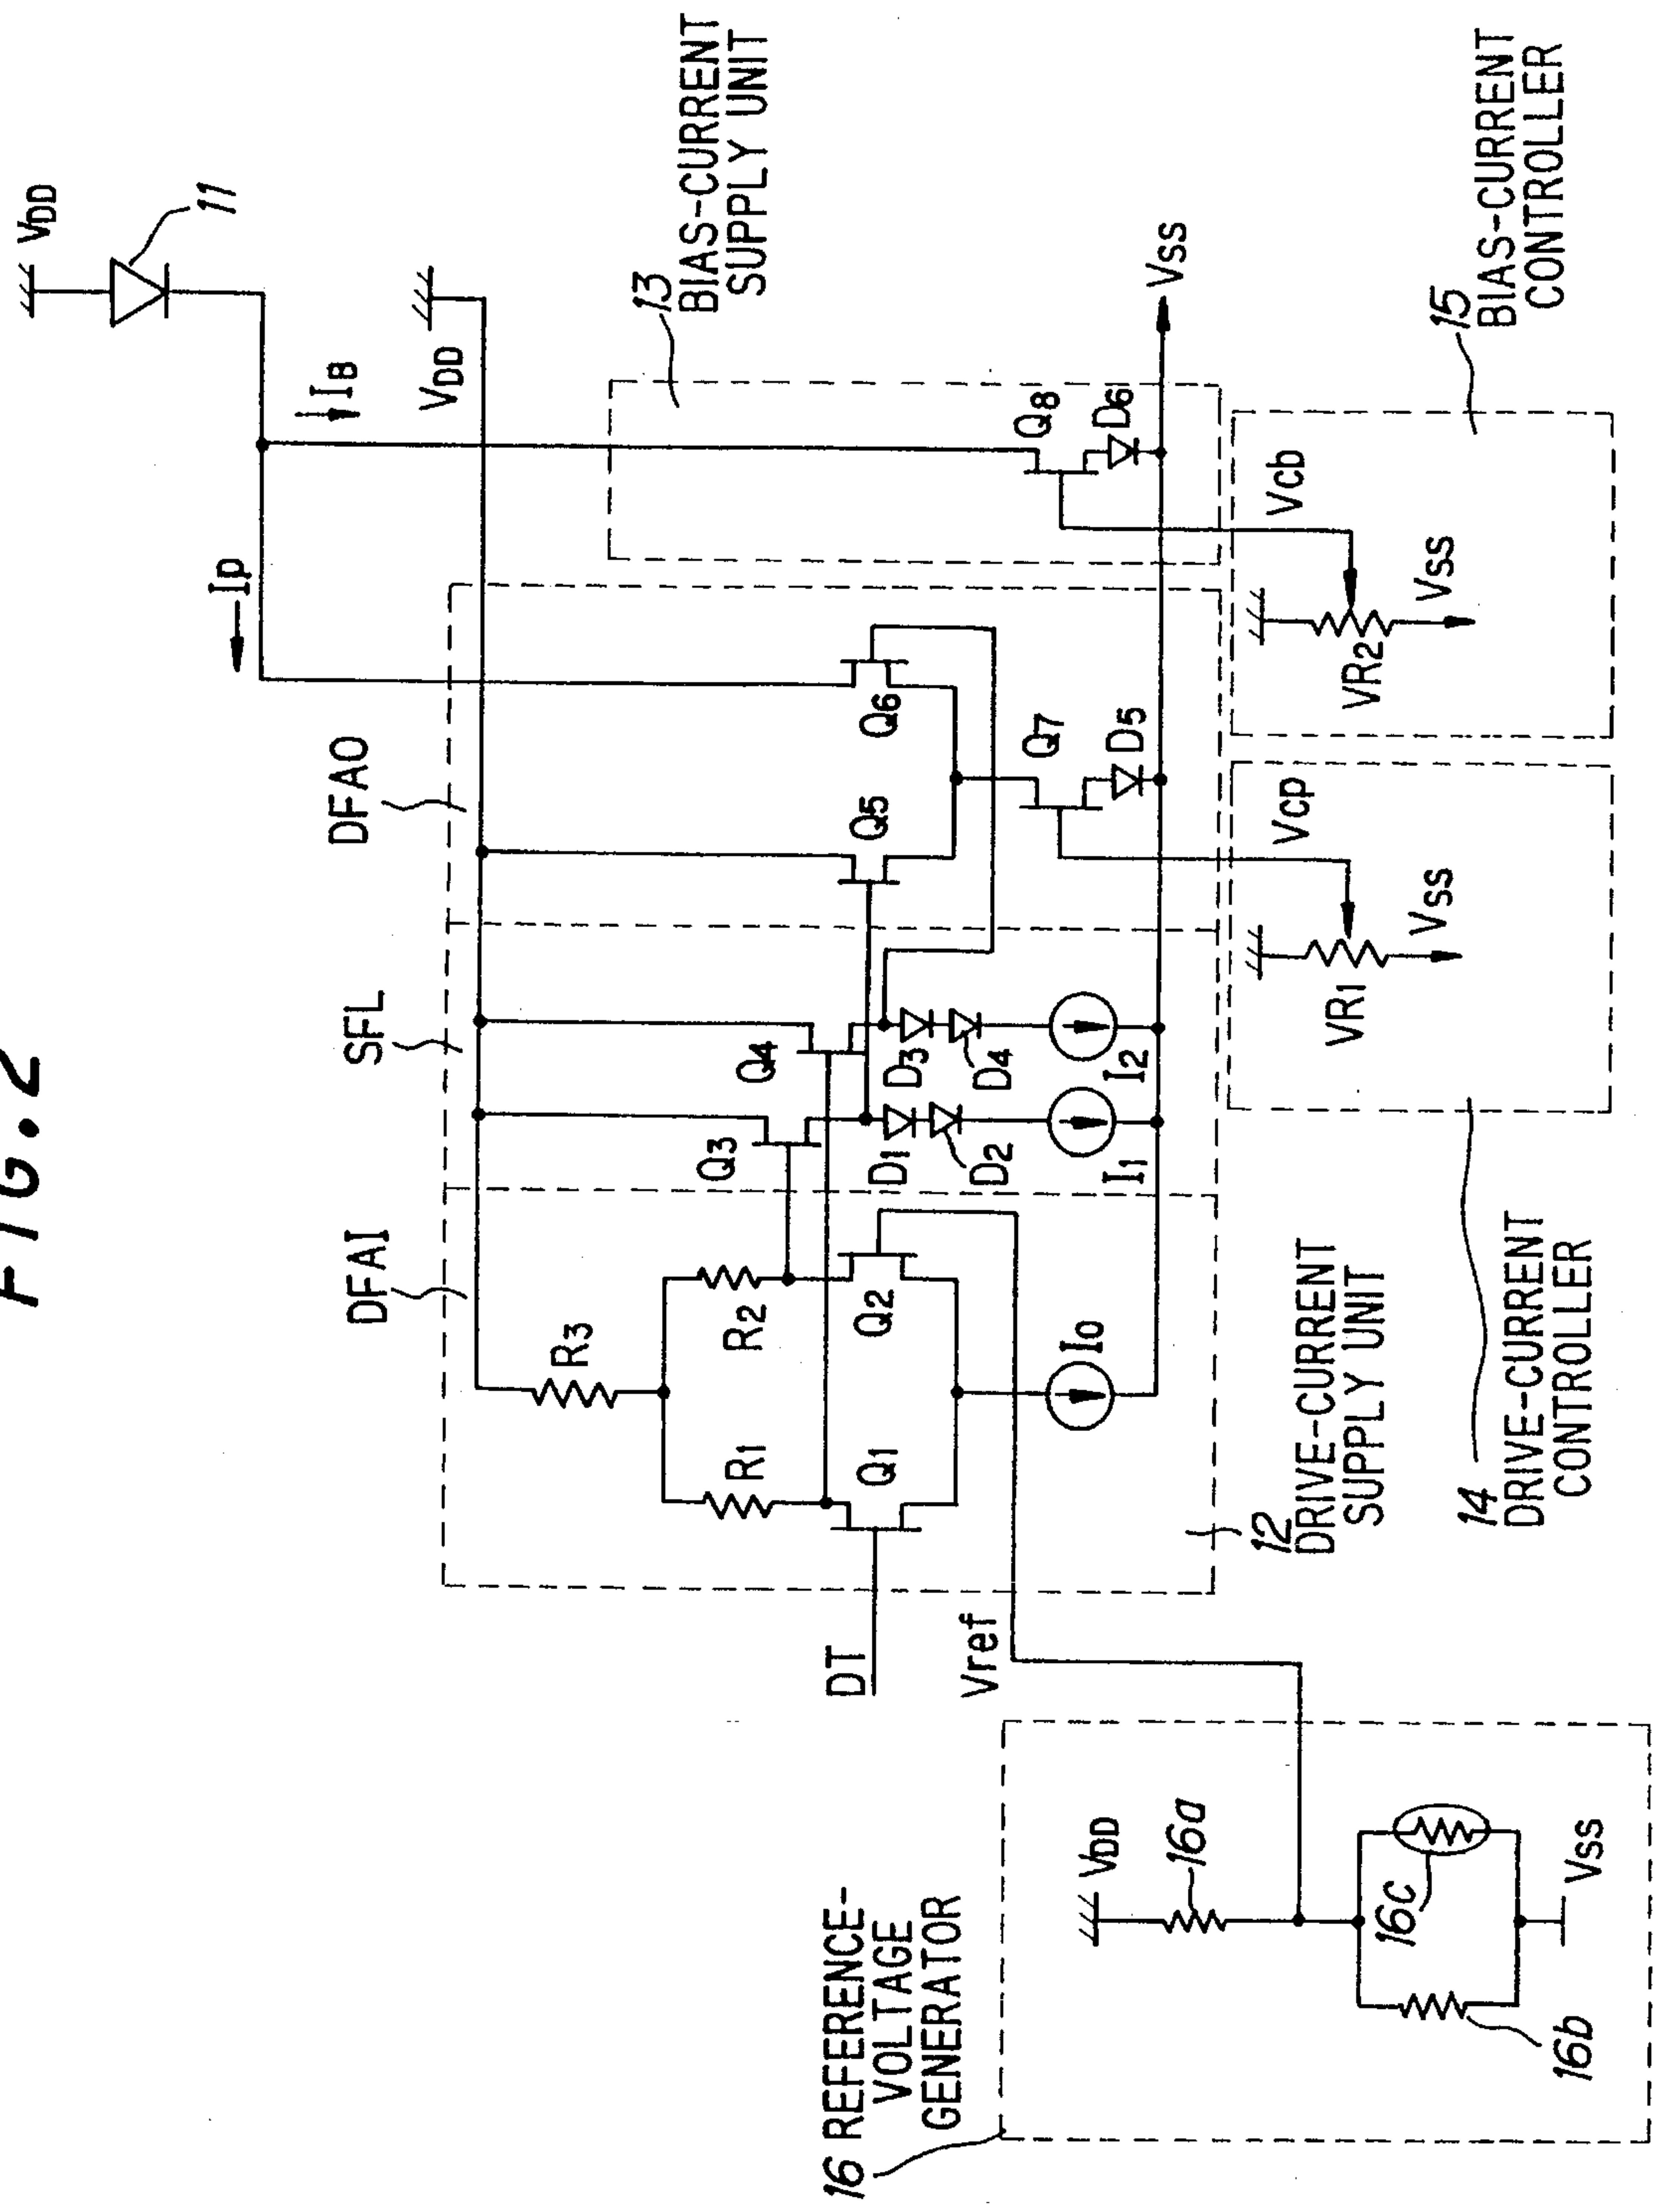 FIG.2
VDD
11
IB
Ip
VDD
13
BIAS-CURRENT
SUPPLY UNIT
DFAI
SFL
DFAO
R3
R1
R2
Q3
Q4
Q1
Q2
Q5
Q6
Q7
Q8
D1
D2
D3
D4
D5
D6
I0
I1
I2
VSS
DT
Vref
12
DRIVE-CURRENT
SUPPLY UNIT
Vcp
VR1
VSS
Vcb
VR2
VSS
14
DRIVE-CURRENT
CONTROLLER
15
BIAS-CURRENT
CONTROLLER
16 REFERENCE-
VOLTAGE
GENERATOR
VDD
16a
16c
16b
VSS